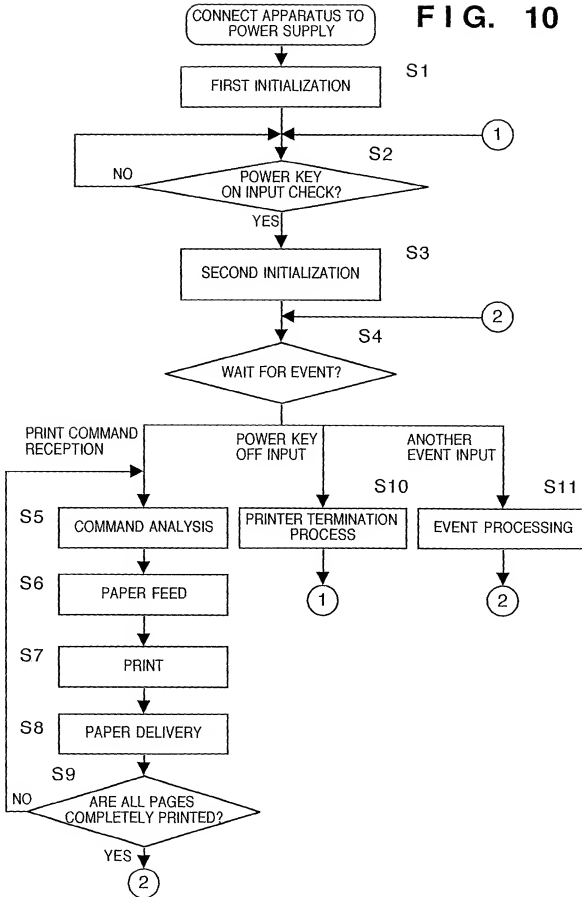 FIG. 10
CONNECT APPARATUS TO
POWER SUPPLY
S1
FIRST INITIALIZATION
1
S2
NO
POWER KEY
ON INPUT CHECK?
YES
S3
SECOND INITIALIZATION
2
S4
WAIT FOR EVENT?
PRINT COMMAND
RECEPTION
POWER KEY
OFF INPUT
ANOTHER
EVENT INPUT
S5
COMMAND ANALYSIS
S10
PRINTER TERMINATION
PROCESS
S11
EVENT PROCESSING
S6
PAPER FEED
1
2
S7
PRINT
S8
PAPER DELIVERY
S9
NO
ARE ALL PAGES
COMPLETELY PRINTED?
YES
2